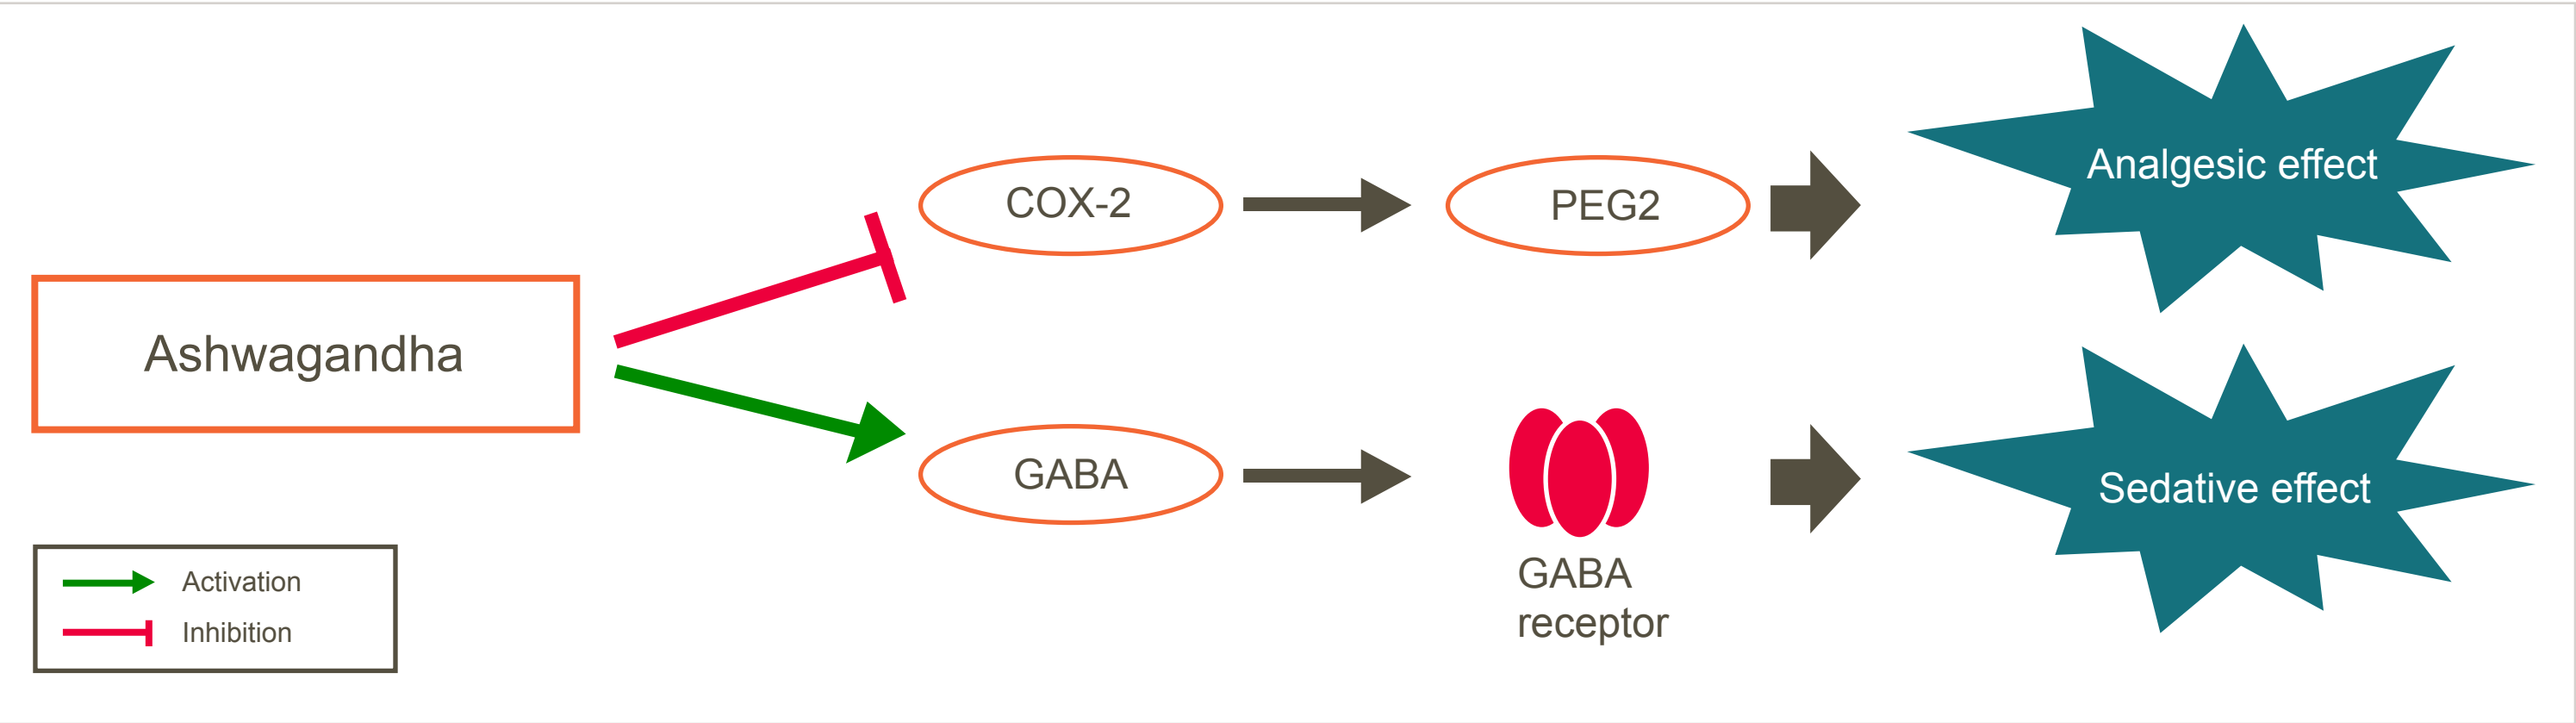 Ashwagandha
COX-2
PEG2
Analgesic effect
GABA
GABA
receptor
Sedative effect
Activation
Inhibition